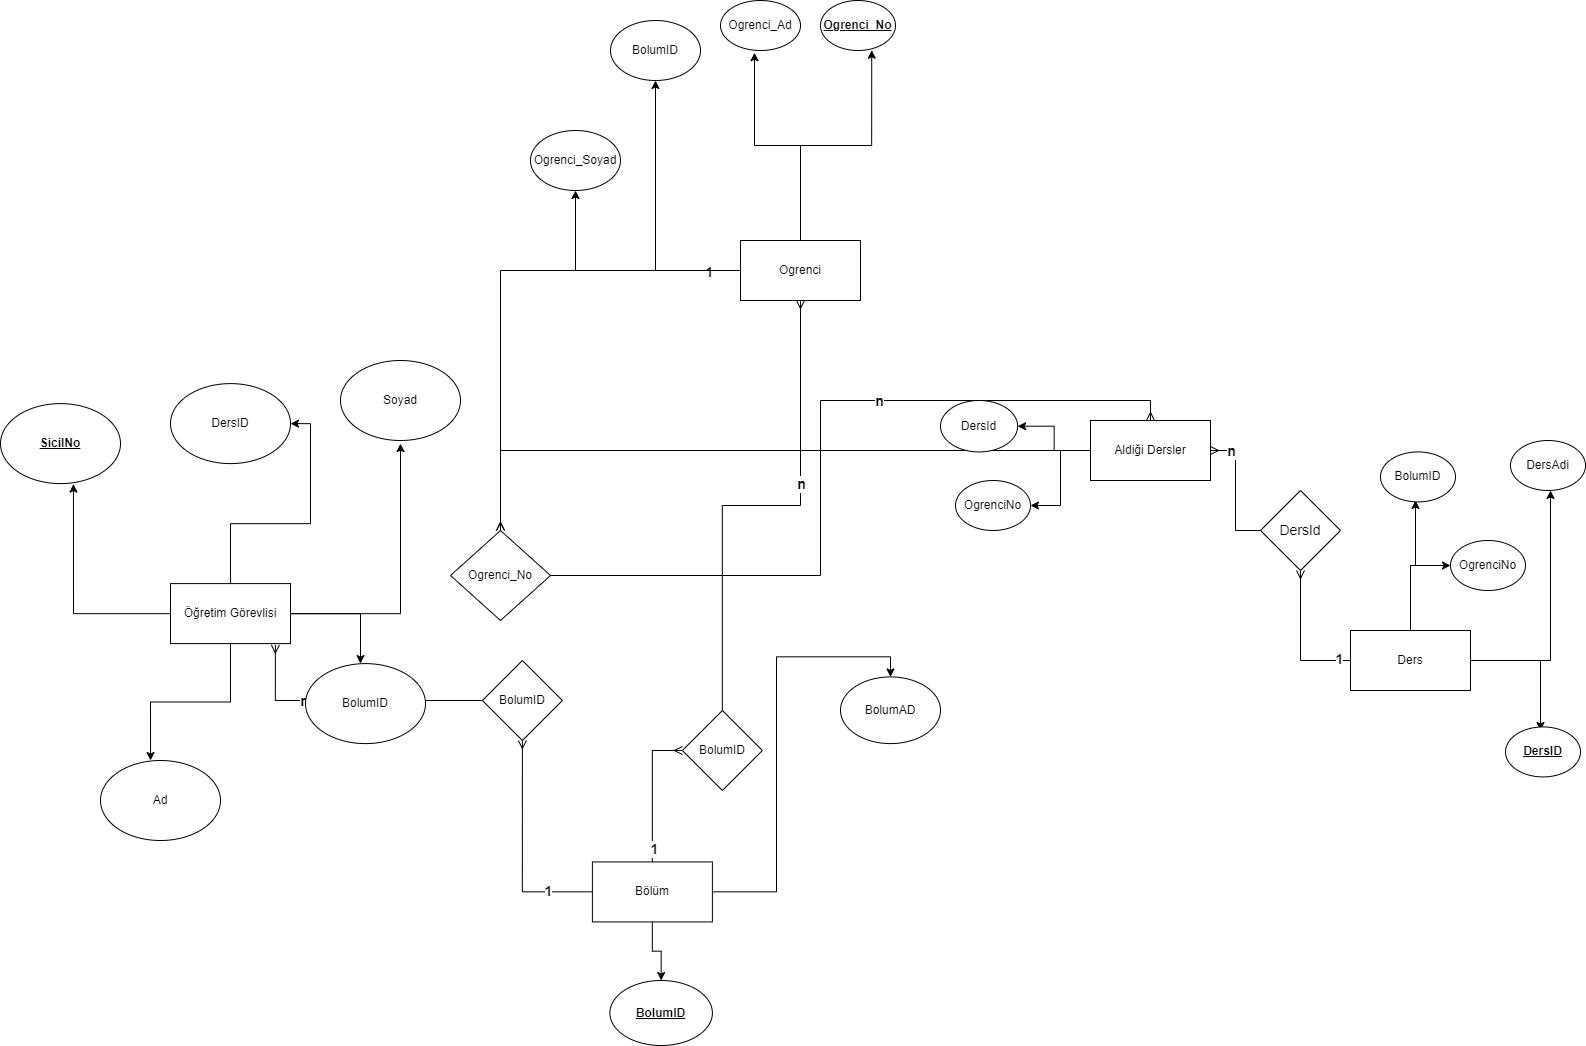 Ogrenci_Ad
Ogrenci_No
BolumID
Ogrenci_Soyad
1
Ogrenci
Soyad
DersID
SicilNo
n
DersId
Aldiği Dersler
n
DersAdi
BolumID
n
OgrenciNo
DersId
OgrenciNo
Ogrenci_No
Öğretim Görevlisi
1
Ders
n
BolumID
BolumID
BolumAD
BolumID
DersID
Ad
1
1
Bölüm
BolumID